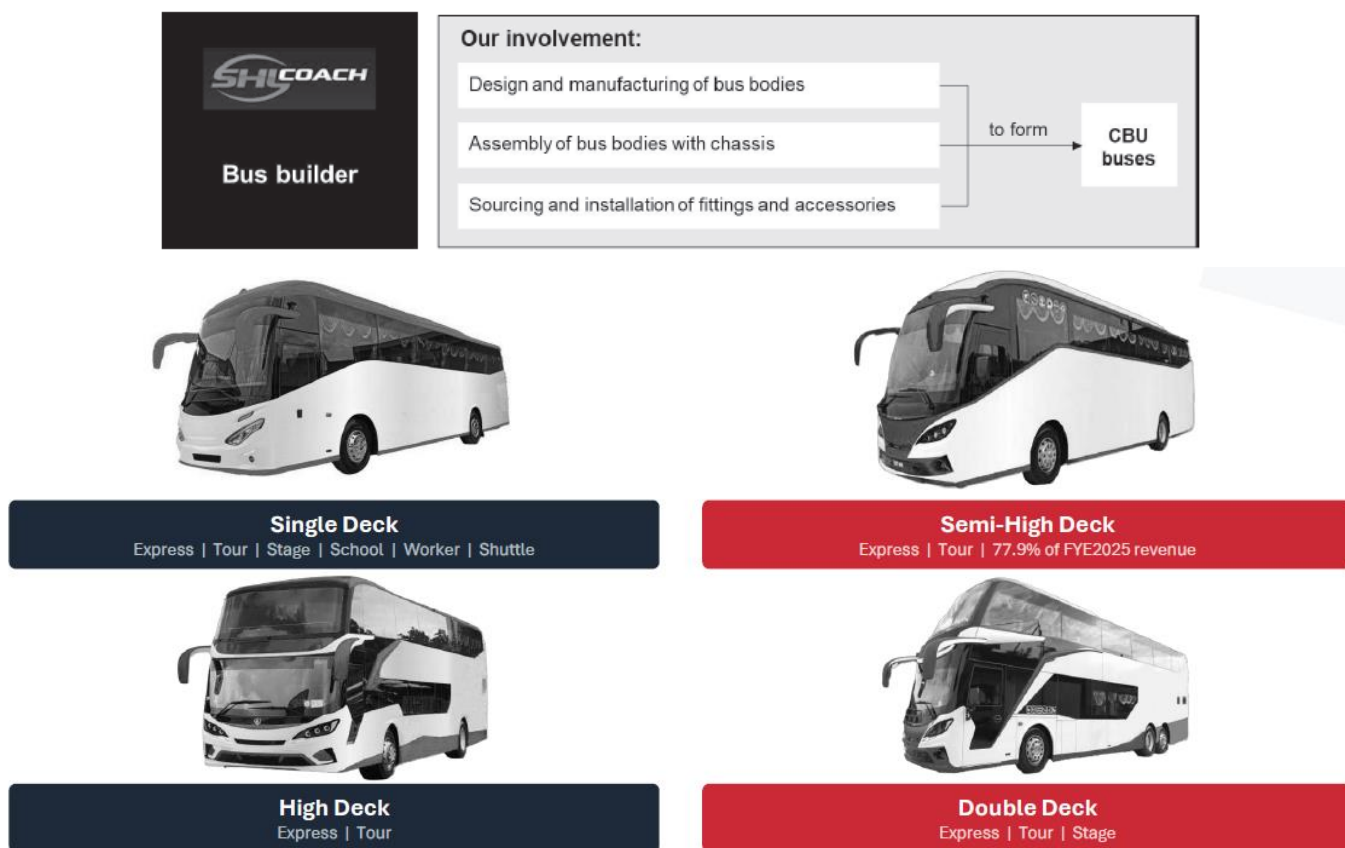 SHLCOACH
Bus builder
Our involvement:
Design and manufacturing of bus bodies
Assembly of bus bodies with chassis
Sourcing and installation of fittings and accessories
to form
CBU
buses
Single Deck
Express | Tour | Stage | School | Worker | Shuttle
Semi-High Deck
Express | Tour | 77.9% of FYE2025 revenue
High Deck
Express | Tour
Double Deck
Express | Tour | Stage